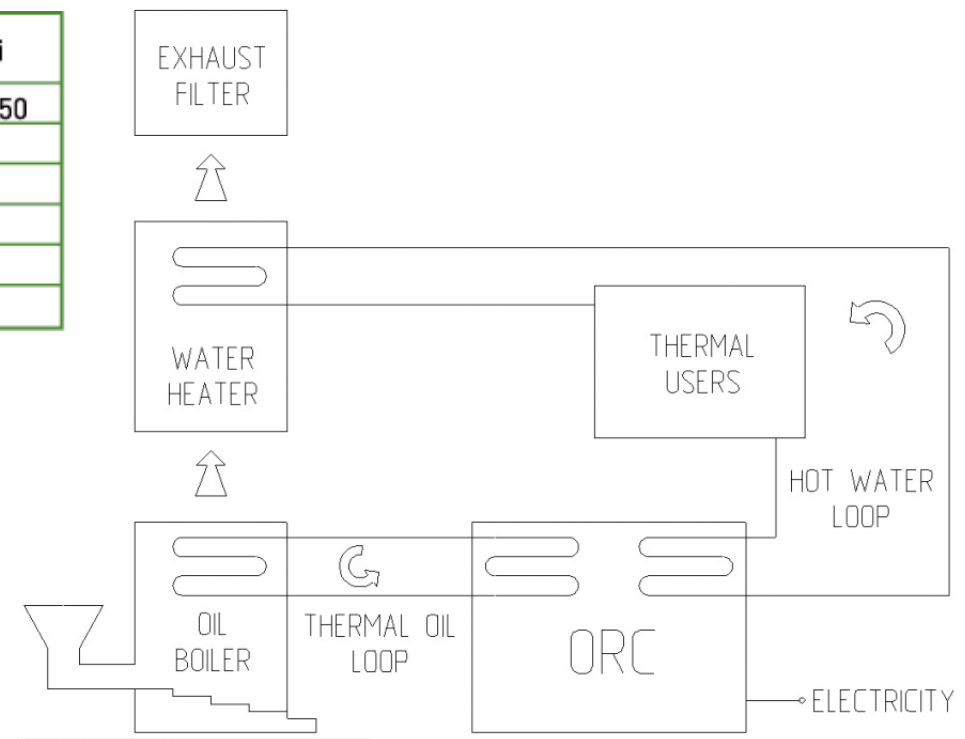 i
50
EXHAUST
FILTER
WATER
HEATER
THERMAL
USERS
HOT WATER
LOOP
OIL
BOILER
THERMAL OIL
LOOP
ORC
ELECTRICITY